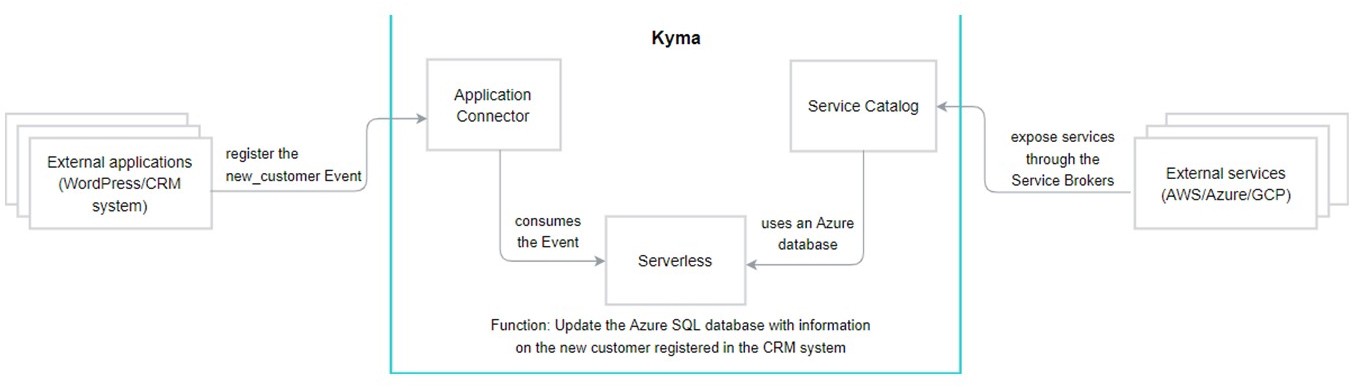 Kyma
Application
Connector
Service Catalog
External applications
(WordPress/CRM
system)
register the
new_customer Event
expose services
through the
Service Brokers
External services
(AWS/Azure/GCP)
consumes
the Event
Serverless
uses an Azure
database
Function: Update the Azure SQL database with information
on the new customer registered in the CRM system